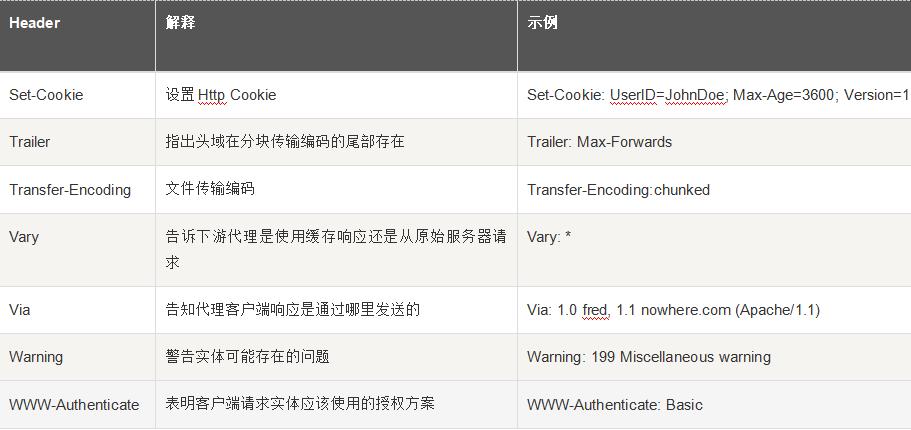 Header 解释 示例
Set-Cookie 设置 Http Cookie Set-Cookie: UserID=JohnDoe; Max-Age=3600; Version=1
Trailer 指出头域在分块传输编码的尾部存在 Trailer: Max-Forwards
Transfer-Encoding 文件传输编码 Transfer-Encoding:chunked
Vary 告诉下游代理是使用缓存响应还是从原始服务器请 Vary: *
求
Via 告知代理客户端响应是通过哪里发送的 Via: 1.0 fred, 1.1 nowhere.com (Apache/1.1)
Warning 警告实体可能存在的问题 Warning: 199 Miscellaneous warning
WWW-Authenticate 表明客户端请求实体应该使用的授权方案 WWW-Authenticate: Basic